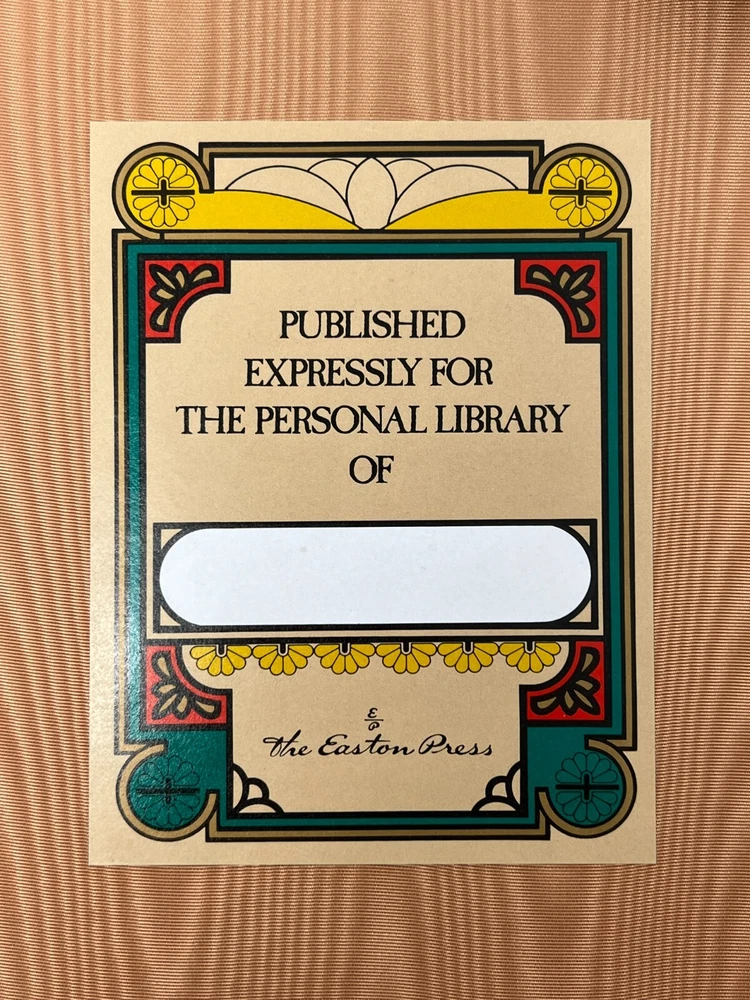 PUBLISHED
EXPRESSLY FOR
THE PERSONAL LIBRARY
OF
E
P
the Easton Press